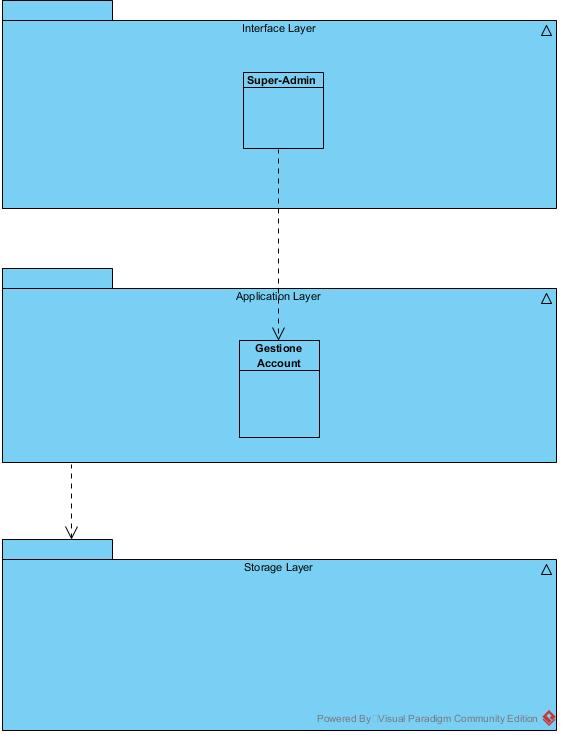 Interface Layer
Super-Admin
Application Layer
Gestione
Account
Storage Layer
Powered By Visual Paradigm Community Edition